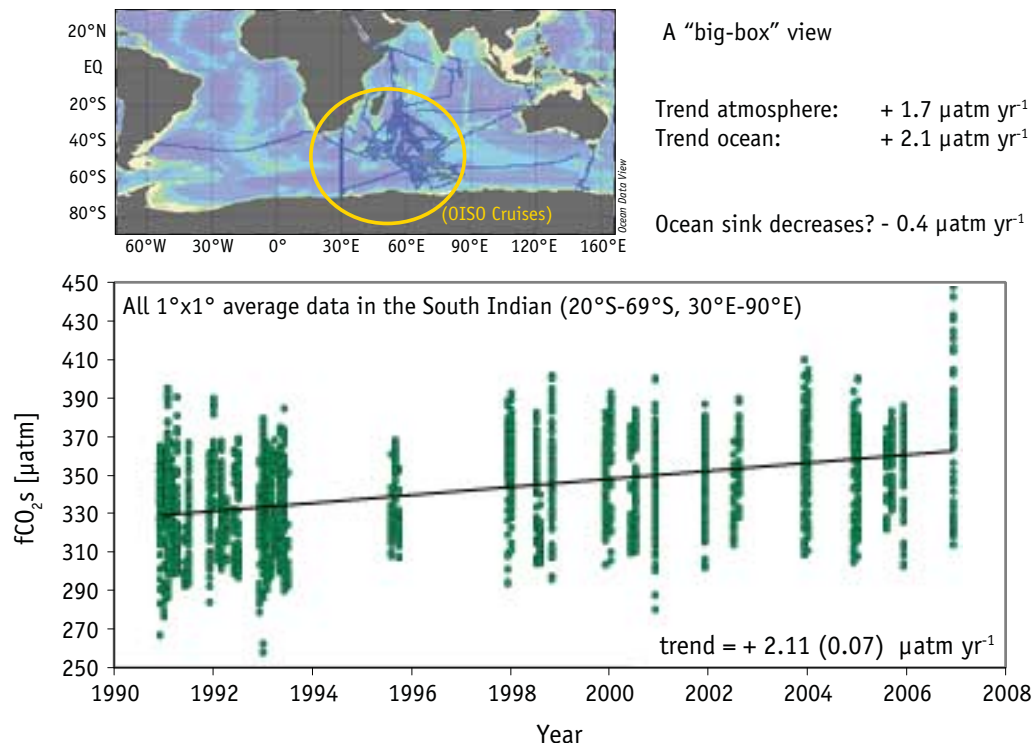 20°N
EQ
20°S
40°S
60°S
80°S
60°W 30°W 0° 30°E 60°E 90°E 120°E 160°E
(OISO Cruises)
Ocean Data View
A “big-box” view
Trend atmosphere: + 1.7 µatm yr⁻¹
Trend ocean: + 2.1 µatm yr⁻¹
Ocean sink decreases? - 0.4 µatm yr⁻¹
All 1°x1° average data in the South Indian (20°S-69°S, 30°E-90°E)
fCO₂s [µatm]
450
430
410
390
370
350
330
310
290
270
250
trend = + 2.11 (0.07) µatm yr⁻¹
1990 1992 1994 1996 1998 2000 2002 2004 2006 2008
Year